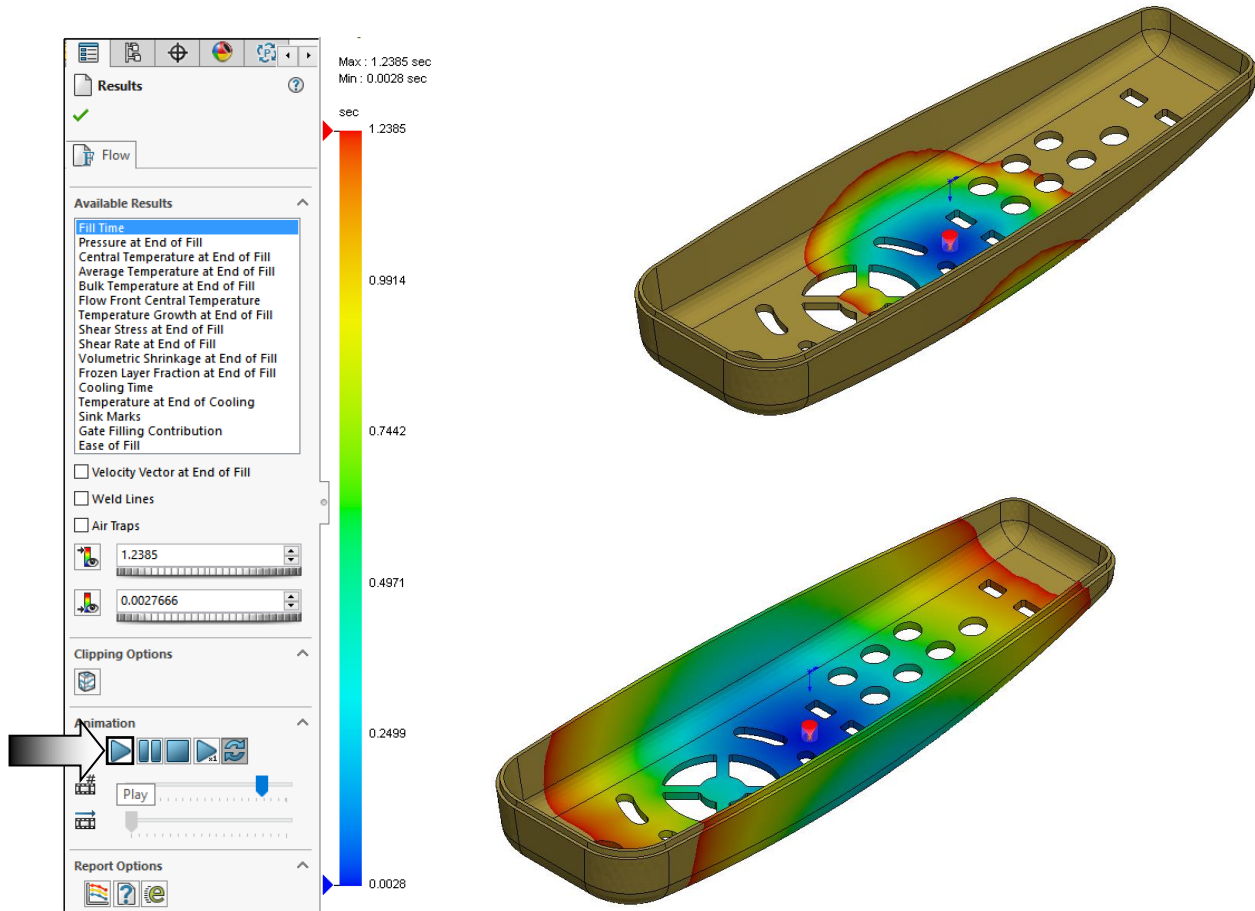 Results
Flow
Available Results
Fill Time
Pressure at End of Fill
Central Temperature at End of Fill
Average Temperature at End of Fill
Bulk Temperature at End of Fill
Flow Front Central Temperature
Temperature Growth at End of Fill
Shear Stress at End of Fill
Shear Rate at End of Fill
Volumetric Shrinkage at End of Fill
Frozen Layer Fraction at End of Fill
Cooling Time
Temperature at End of Cooling
Sink Marks
Gate Filling Contribution
Ease of Fill
Velocity Vector at End of Fill
Weld Lines
Air Traps
1.2385
0.0027666
Clipping Options
Animation
x1
Play
Report Options
Max : 1.2385 sec
Min : 0.0028 sec
sec
1.2385
0.9914
0.7442
0.4971
0.2499
0.0028